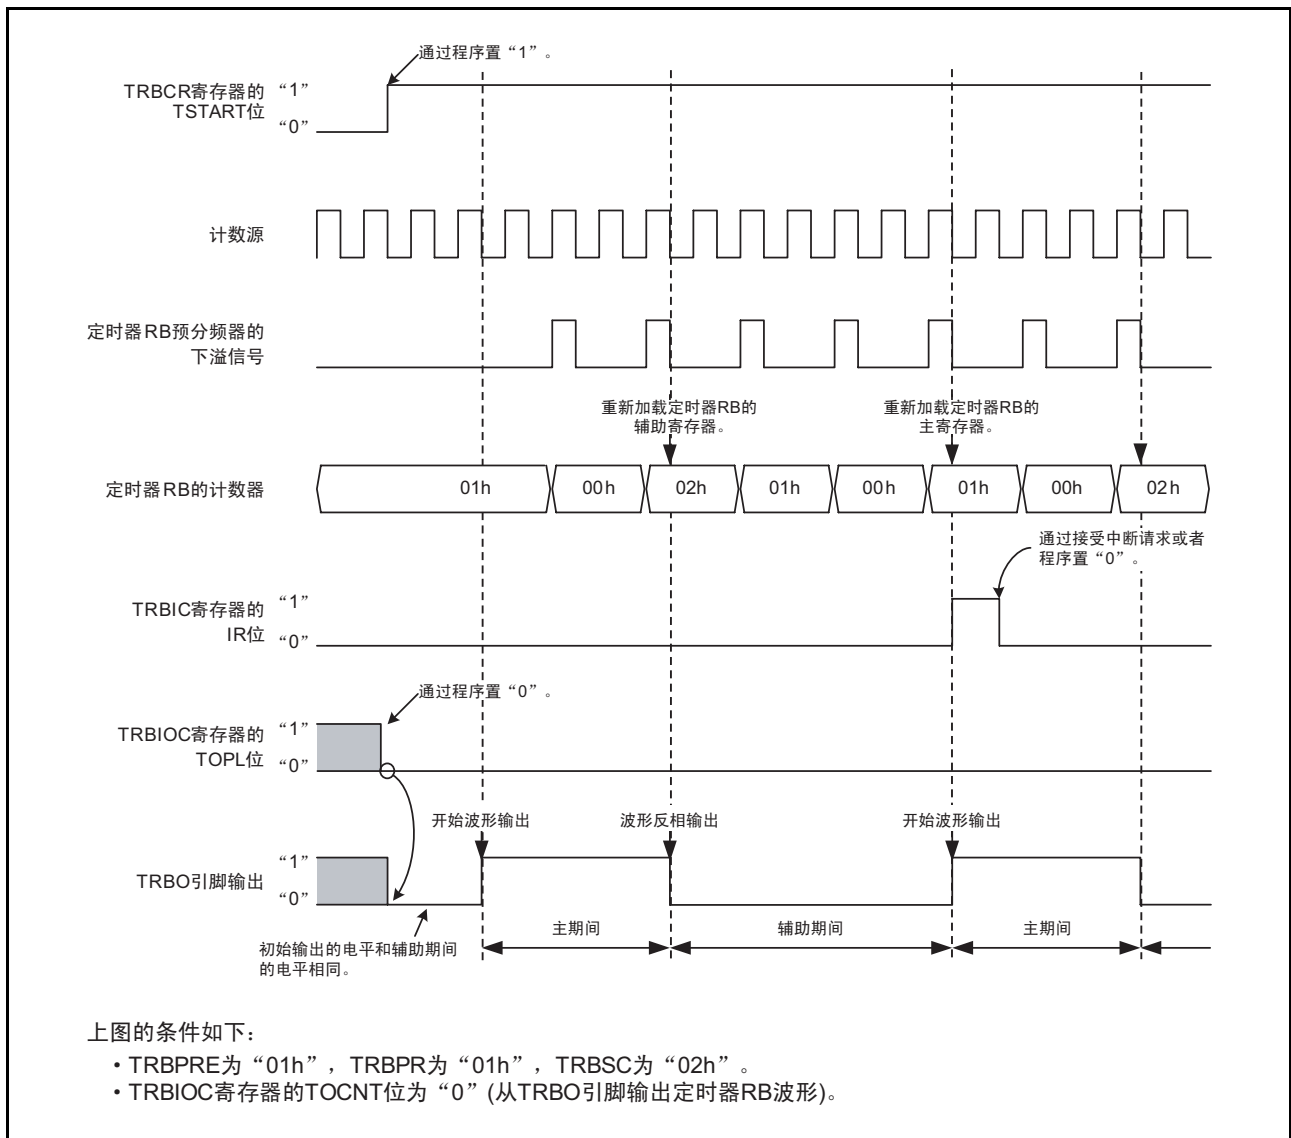 通过程序置“1”。
TRBCR寄存器的
TSTART位
“1”
“0”
计数源
定时器RB预分频器的
下溢信号
重新加载定时器RB的
辅助寄存器。
重新加载定时器RB的
主寄存器。
定时器RB的计数器
01h
00h
02h
01h
00h
01h
00h
02h
通过接受中断请求或者
程序置“0”。
TRBIC寄存器的
IR位
“1”
“0”
通过程序置“0”。
TRBIOC寄存器的
TOPL位
“1”
“0”
开始波形输出
波形反相输出
开始波形输出
TRBO引脚输出
“1”
“0”
主期间
辅助期间
主期间
初始输出的电平和辅助期间
的电平相同。
上图的条件如下:
・TRBPRE为“01h”，TRBPR为“01h”，TRBSC为“02h”。
・TRBIOC寄存器的TOCNT位为“0”(从TRBO引脚输出定时器RB波形)。